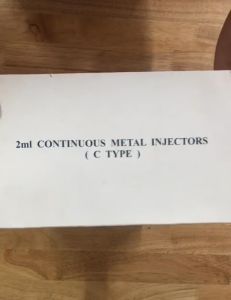 2ml CONTINUOUS METAL INJECTORS
( C TYPE )